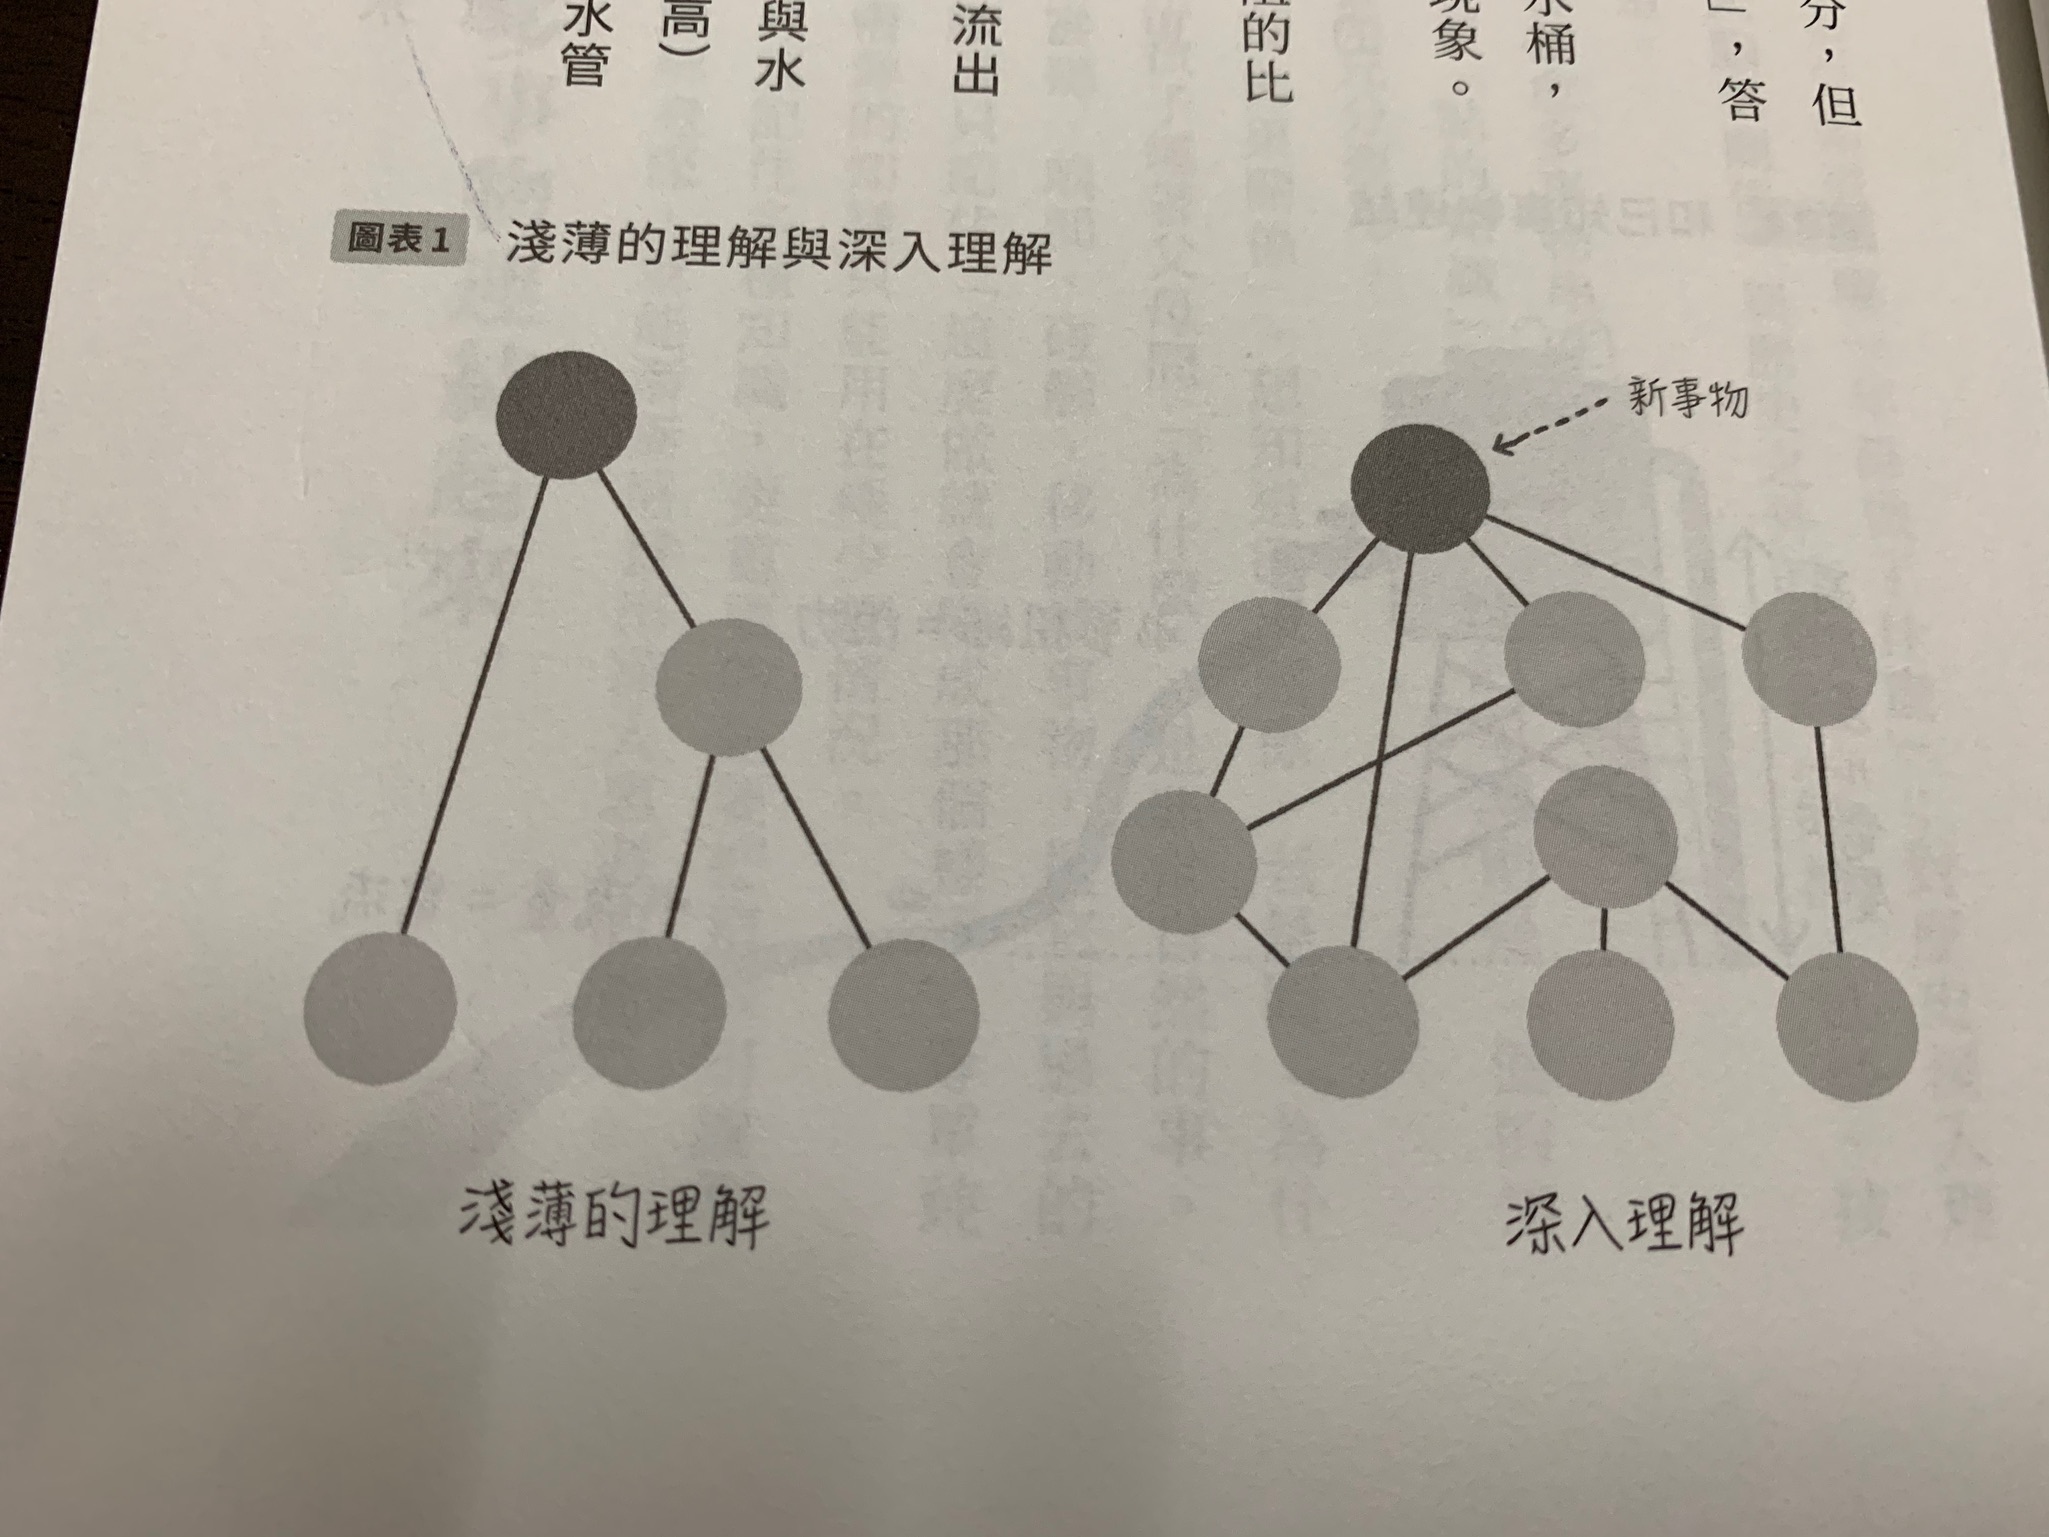 分，但
」，答
水桶，
現象。
的比
流出
與水
高）
水管
圖表1 淺薄的理解與深入理解
新事物
淺薄的理解
深入理解